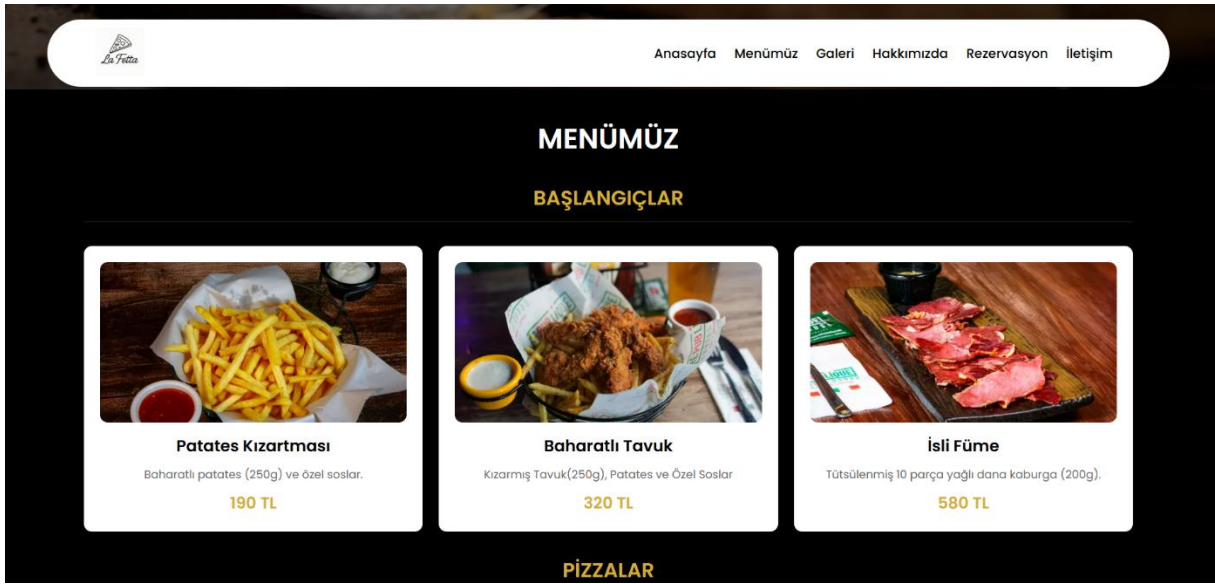 La Fetta
Anasayfa Menümüz Galeri Hakkımızda Rezervasyon İletişim
MENÜMÜZ
BAŞLANGIÇLAR
Patates Kızartması
Baharatlı patates (250g) ve özel soslar.
190 TL
Baharatlı Tavuk
Kızarmış Tavuk(250g), Patates ve Özel Soslar
320 TL
İsli Füme
Tütsülenmiş 10 parça yağlı dana kaburga (200g).
580 TL
PİZZALAR